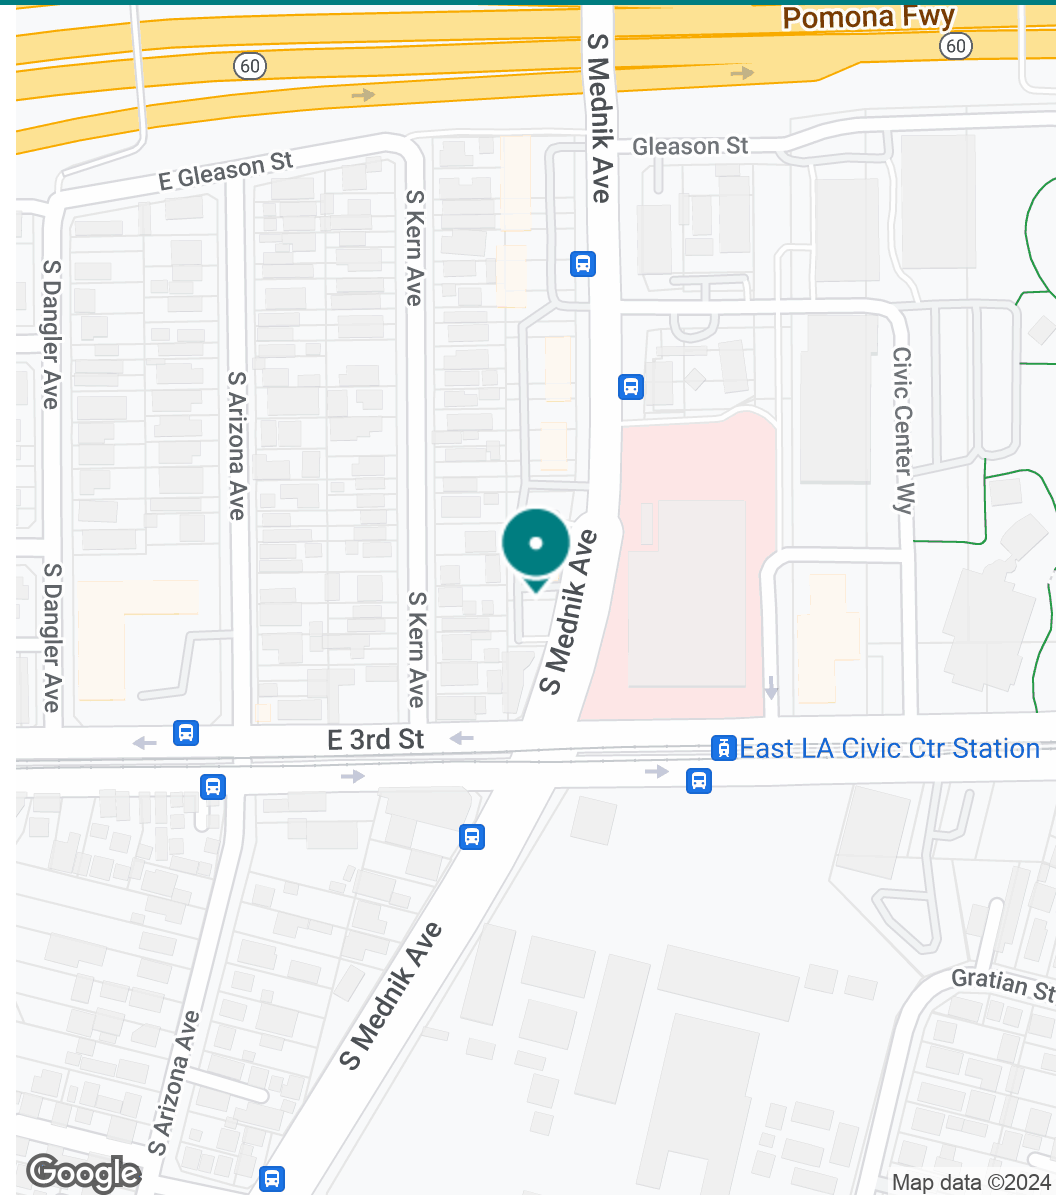 Pomona Fwy
60
60
S Mednik Ave
Gleason St
E Gleason St
S Kern Ave
S Dangler Ave
S Arizona Ave
Civic Center Wy
S Mednik Ave
S Dangler Ave
S Kern Ave
E 3rd St
East LA Civic Ctr Station
S Mednik Ave
Gratian St
S Arizona Ave
Google
Map data ©2024